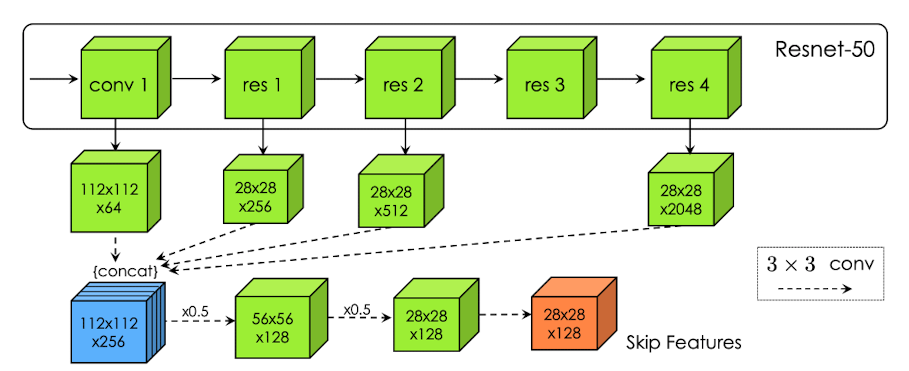 Resnet-50
conv 1
res 1
res 2
res 3
res 4
112x112
x64
28x28
x256
28x28
x512
28x28
x2048
{concat}
3 × 3 conv
112x112
x256
x0.5
56x56
x128
x0.5
28x28
x128
28x28
x128
Skip Features